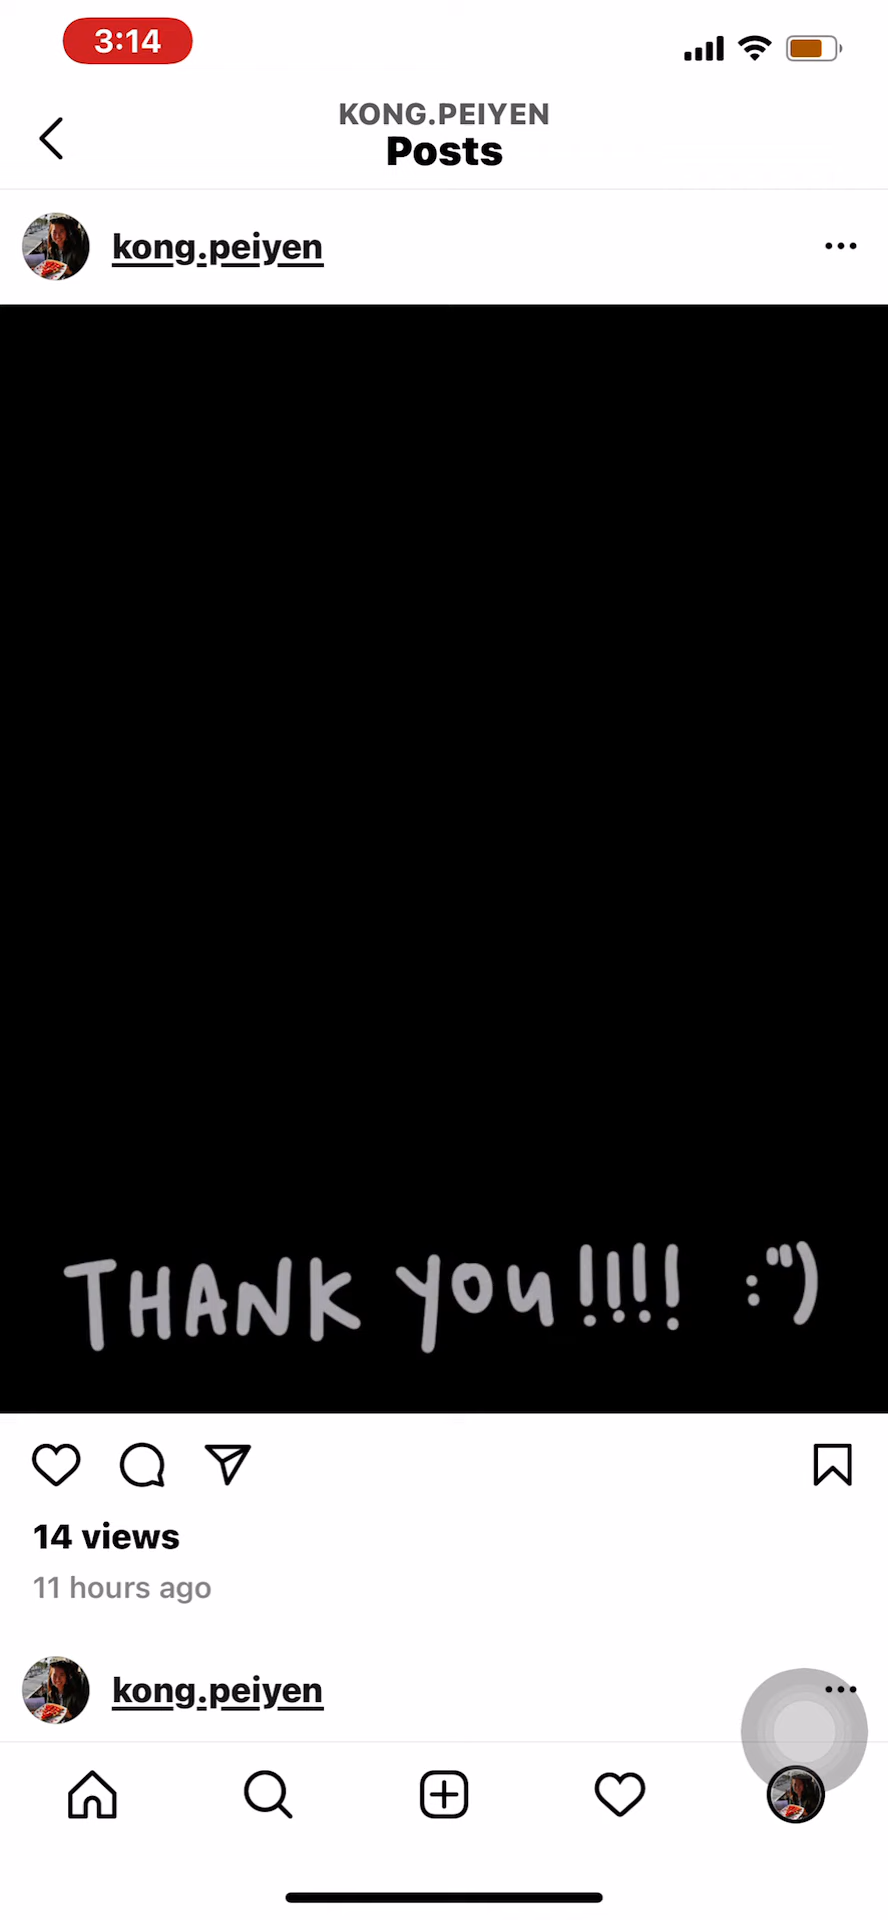 3:14
KONG.PEIYEN
Posts
kong.peiyen
THANK YOU!!!! :")
14 views
11 hours ago
kong.peiyen